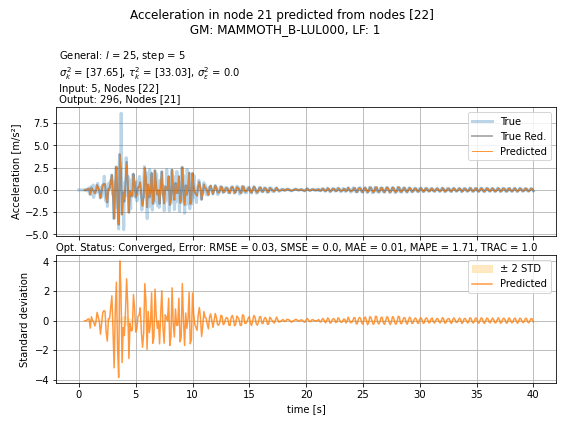 Acceleration in node 21 predicted from nodes [22]
GM: MAMMOTH_B-LUL000, LF: 1
General: l = 25, step = 5
σ²ₖ = [37.65], τ²ₖ = [33.03], σ²ε = 0.0
Input: 5, Nodes [22]
Output: 296, Nodes [21]
Acceleration [m/s²]
7.5
5.0
2.5
0.0
−2.5
−5.0
True
True Red.
Predicted
Opt. Status: Converged, Error: RMSE = 0.03, SMSE = 0.0, MAE = 0.01, MAPE = 1.71, TRAC = 1.0
Standard deviation
4
2
0
−2
−4
± 2 STD
Predicted
0 5 10 15 20 25 30 35 40
time [s]